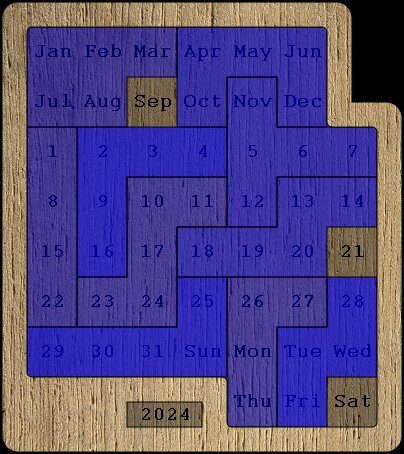 Jan Feb Mar Apr May Jun
Jul Aug Sep Oct Nov Dec
1 2 3 4 5 6 7
8 9 10 11 12 13 14
15 16 17 18 19 20 21
22 23 24 25 26 27 28
29 30 31 Sun Mon Tue Wed
Thu Fri Sat
2024